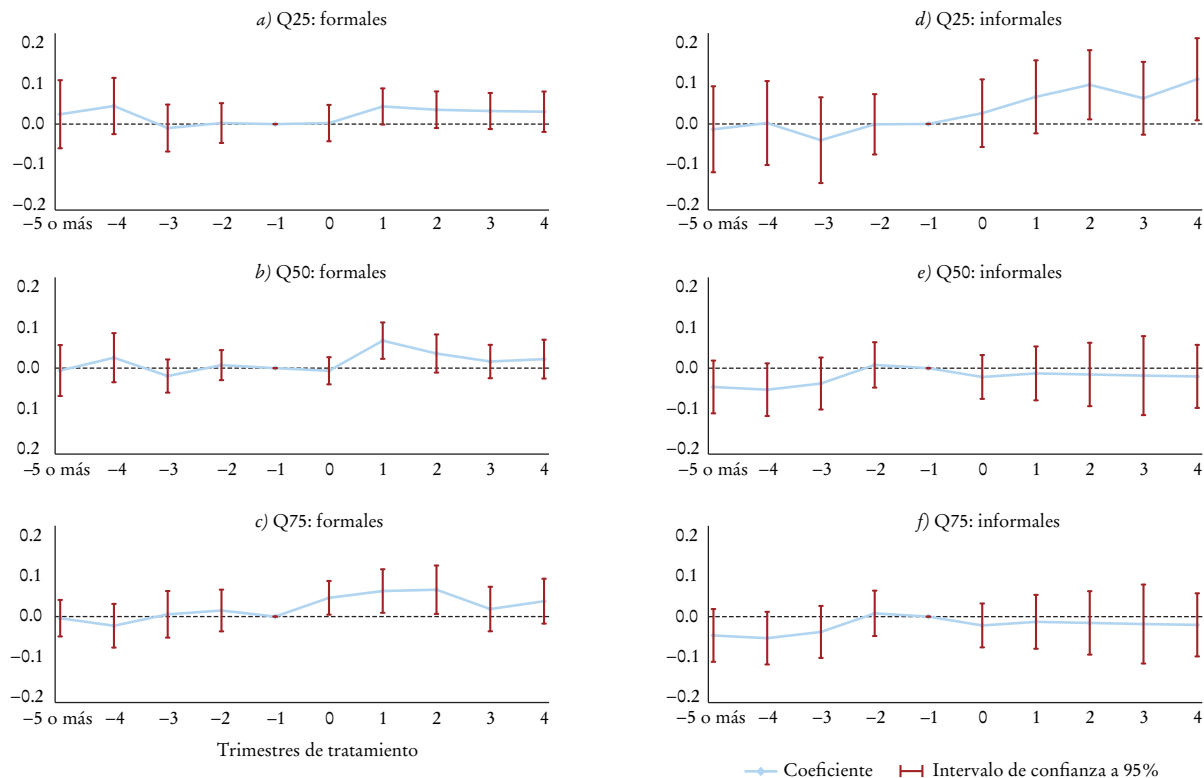 a) Q25: formales
0.2
0.1
0.0
−0.1
−0.2
−5 o más −4 −3 −2 −1 0 1 2 3 4
d) Q25: informales
0.2
0.1
0.0
−0.1
−0.2
−5 o más −4 −3 −2 −1 0 1 2 3 4
b) Q50: formales
0.2
0.1
0.0
0.1
0.2
−5 o más −4 −3 −2 −1 0 1 2 3 4
e) Q50: informales
0.2
0.1
0.0
−0.1
−0.2
−5 o más −4 −3 −2 −1 0 1 2 3 4
c) Q75: formales
0.2
0.1
0.0
−0.1
−0.2
−5 o más −4 −3 −2 −1 0 1 2 3 4
Trimestres de tratamiento
f) Q75: informales
0.2
0.1
0.0
−0.1
−0.2
−5 o más −4 −3 −2 −1 0 1 2 3 4
Coeficiente Intervalo de confianza a 95%